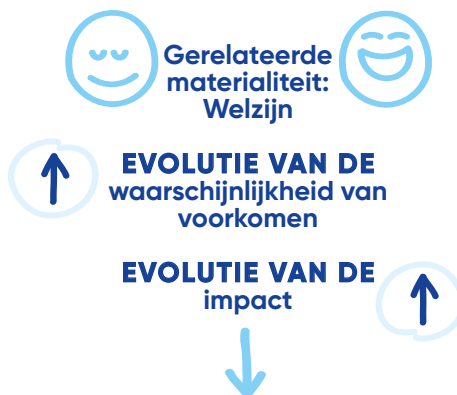 Gerelateerde
materialiteit:
Welzijn
EVOLUTIE VAN DE
waarschijnlijkheid van
voorkomen
EVOLUTIE VAN DE
impact